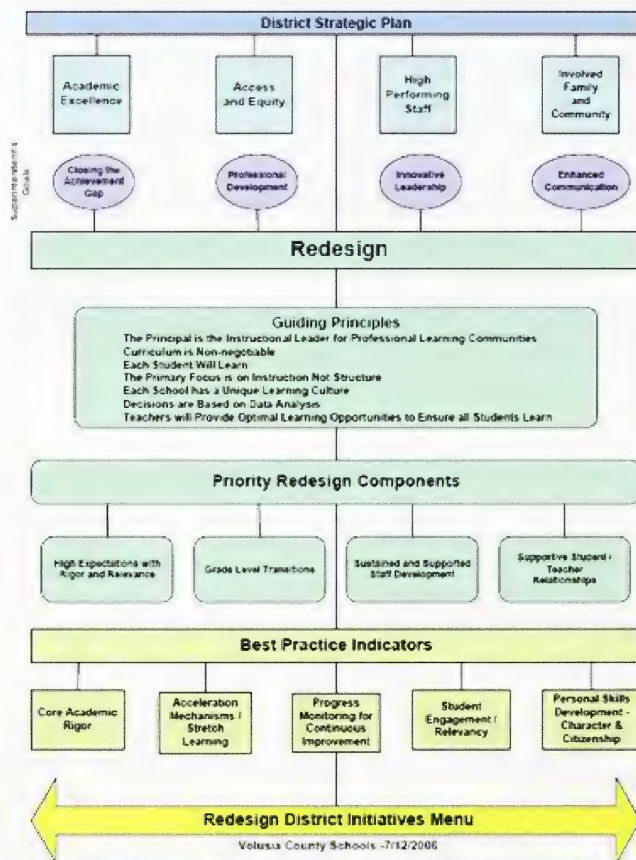 District Strategic Plan
Academic
Excellence
Access
and Equity
High
Performing
Staff
Involved
Family
and
Community
Superintendent's
Goals
Closing the
Achievement
Gap
Professional
Development
Innovative
Leadership
Enhanced
Communication
Redesign
Guiding Principles
The Principal is the Instructional Leader for Professional Learning Communities
Curriculum is Non-negotiable
Each Student Will Learn
The Primary Focus is on Instruction Not Structure
Each School has a Unique Learning Culture
Decisions are Based on Data Analysis
Teachers will Provide Optimal Learning Opportunities to Ensure all Students Learn
Priority Redesign Components
High Expectations with
Rigor and Relevance
Grade Level Transitions
Sustained and Supported
Staff Development
Supportive Student /
Teacher
Relationships
Best Practice Indicators
Core Academic
Rigor
Acceleration
Mechanisms /
Stretch
Learning
Progress
Monitoring for
Continuous
Improvement
Student
Engagement /
Relevancy
Personal Skills
Development -
Character &
Citizenship
Redesign District Initiatives Menu
Volusia County Schools -7/12/2006